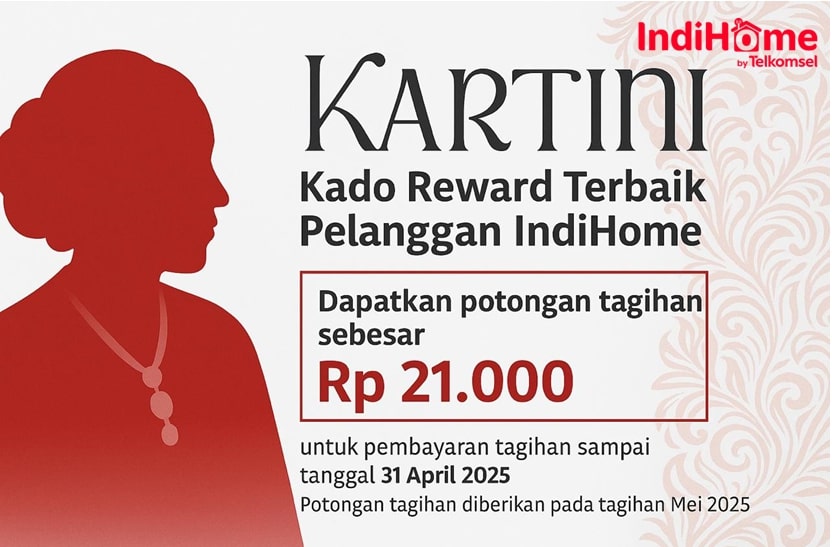 IndiHome
by Telkomsel
KARTINI
Kado Reward Terbaik
Pelanggan IndiHome
Dapatkan potongan tagihan
sebesar
Rp 21.000
untuk pembayaran tagihan sampai
tanggal 31 April 2025
Potongan tagihan diberikan pada tagihan Mei 2025